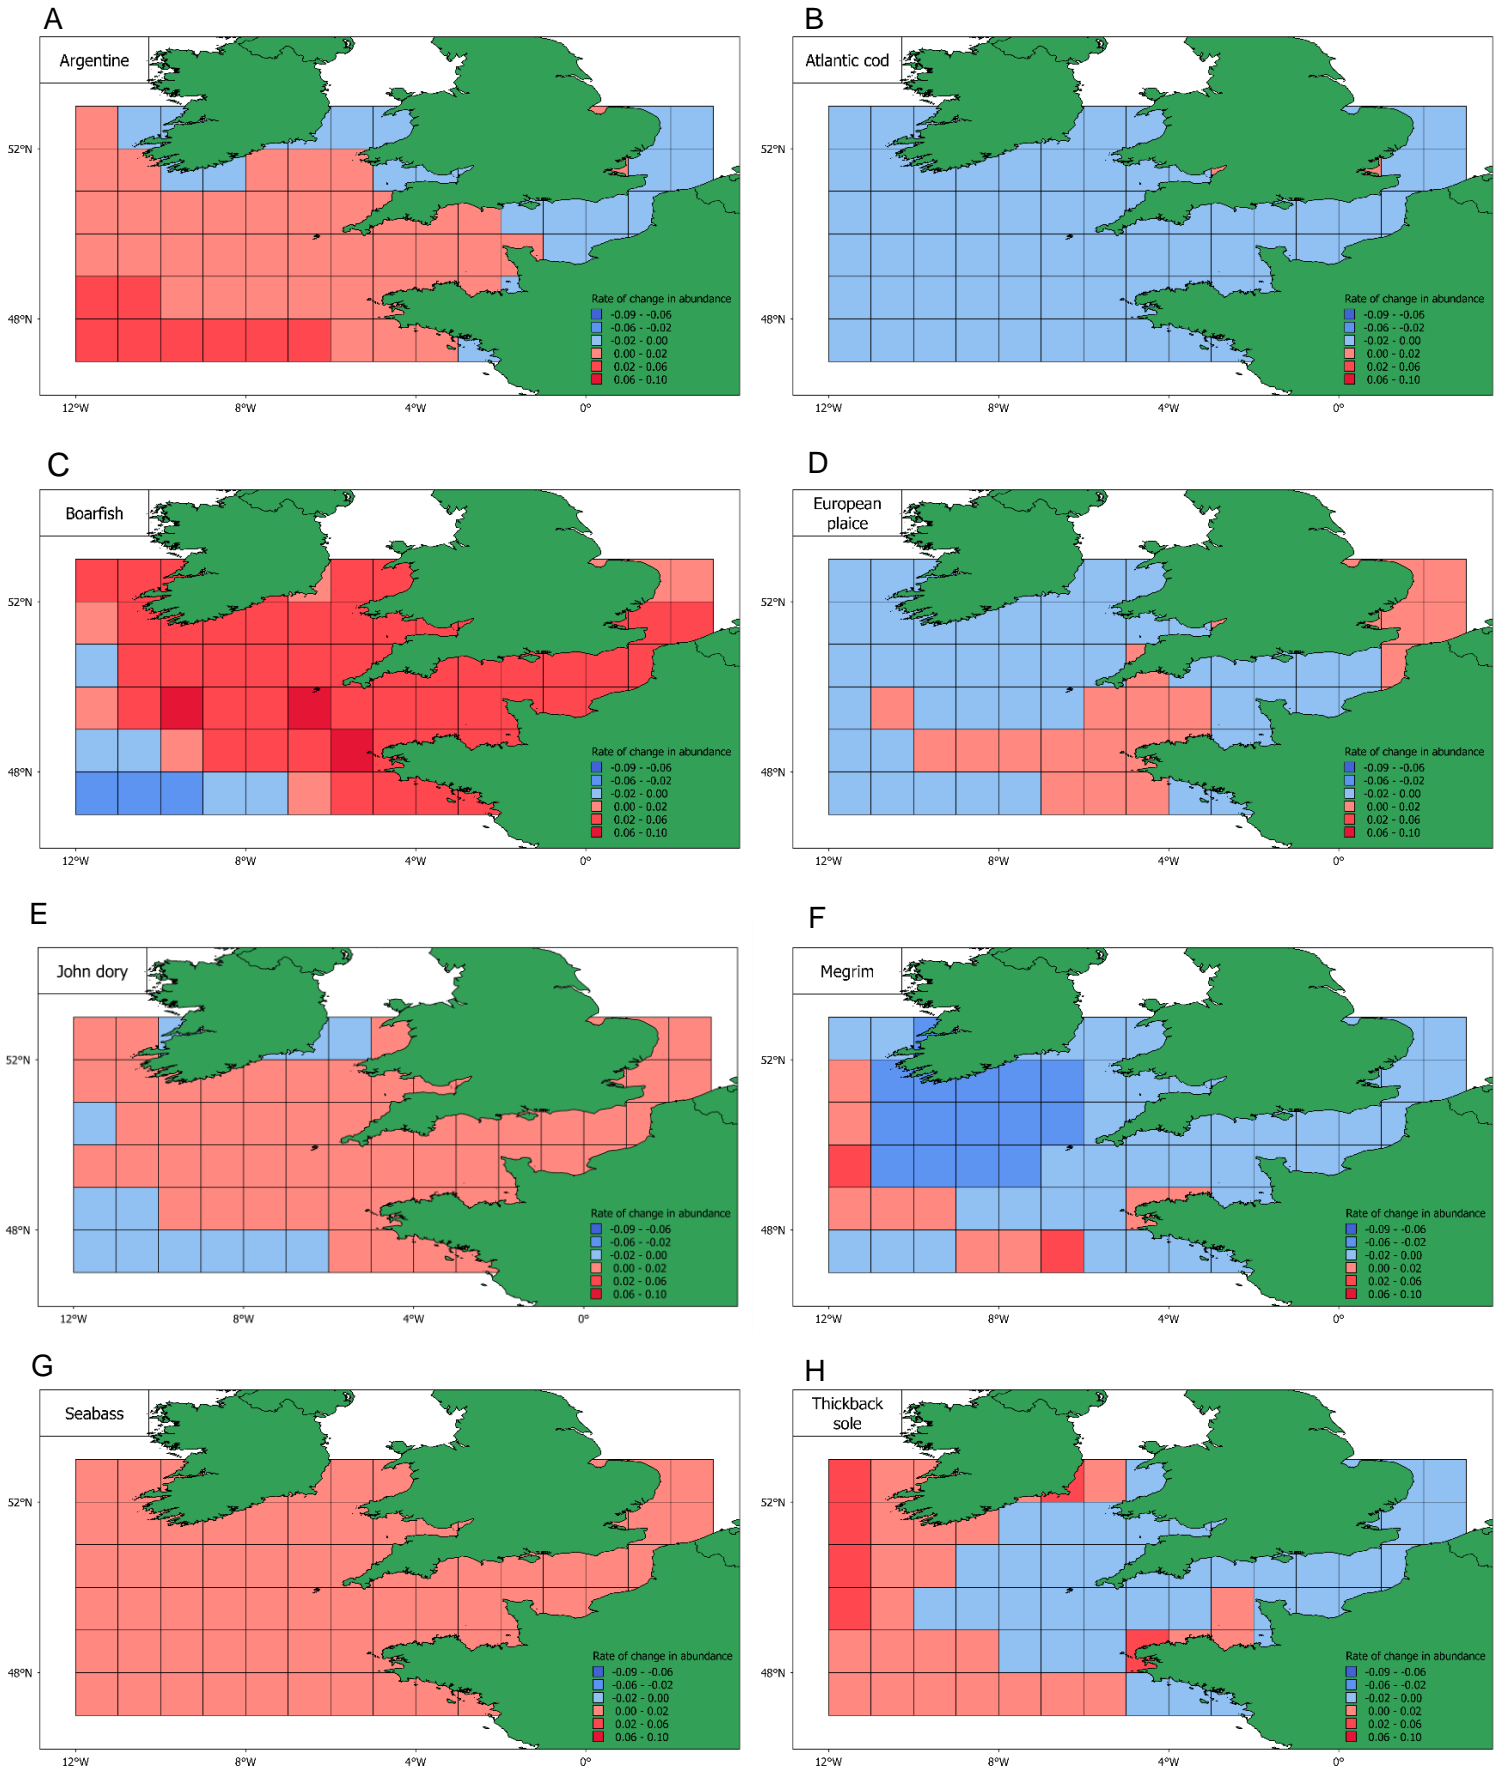 A
Argentine
52°N
48°N
Rate of change in abundance
-0.09 - -0.06
-0.06 - -0.02
-0.02 - 0.00
0.00 - 0.02
0.02 - 0.06
0.06 - 0.10
12°W
8°W
4°W
0°
B
Atlantic cod
52°N
48°N
Rate of change in abundance
-0.09 - -0.06
-0.06 - -0.02
-0.02 - 0.00
0.00 - 0.02
0.02 - 0.06
0.06 - 0.10
12°W
8°W
4°W
0°
C
Boarfish
52°N
48°N
Rate of change in abundance
-0.09 - -0.06
-0.06 - -0.02
-0.02 - 0.00
0.00 - 0.02
0.02 - 0.06
0.06 - 0.10
12°W
8°W
4°W
0°
D
European
plaice
52°N
48°N
Rate of change in abundance
-0.09 - -0.06
-0.06 - -0.02
-0.02 - 0.00
0.00 - 0.02
0.02 - 0.06
0.06 - 0.10
12°W
8°W
4°W
0°
E
John dory
52°N
48°N
Rate of change in abundance
-0.09 - -0.06
-0.06 - -0.02
-0.02 - 0.00
0.00 - 0.02
0.02 - 0.06
0.06 - 0.10
12°W
8°W
4°W
0°
F
Megrim
52°N
48°N
Rate of change in abundance
-0.09 - -0.06
-0.06 - -0.02
-0.02 - 0.00
0.00 - 0.02
0.02 - 0.06
0.06 - 0.10
12°W
8°W
4°W
0°
G
Seabass
52°N
48°N
Rate of change in abundance
-0.09 - -0.06
-0.06 - -0.02
-0.02 - 0.00
0.00 - 0.02
0.02 - 0.06
0.06 - 0.10
12°W
8°W
4°W
0°
H
Thickback
sole
52°N
48°N
Rate of change in abundance
-0.09 - -0.06
-0.06 - -0.02
-0.02 - 0.00
0.00 - 0.02
0.02 - 0.06
0.06 - 0.10
12°W
8°W
4°W
0°